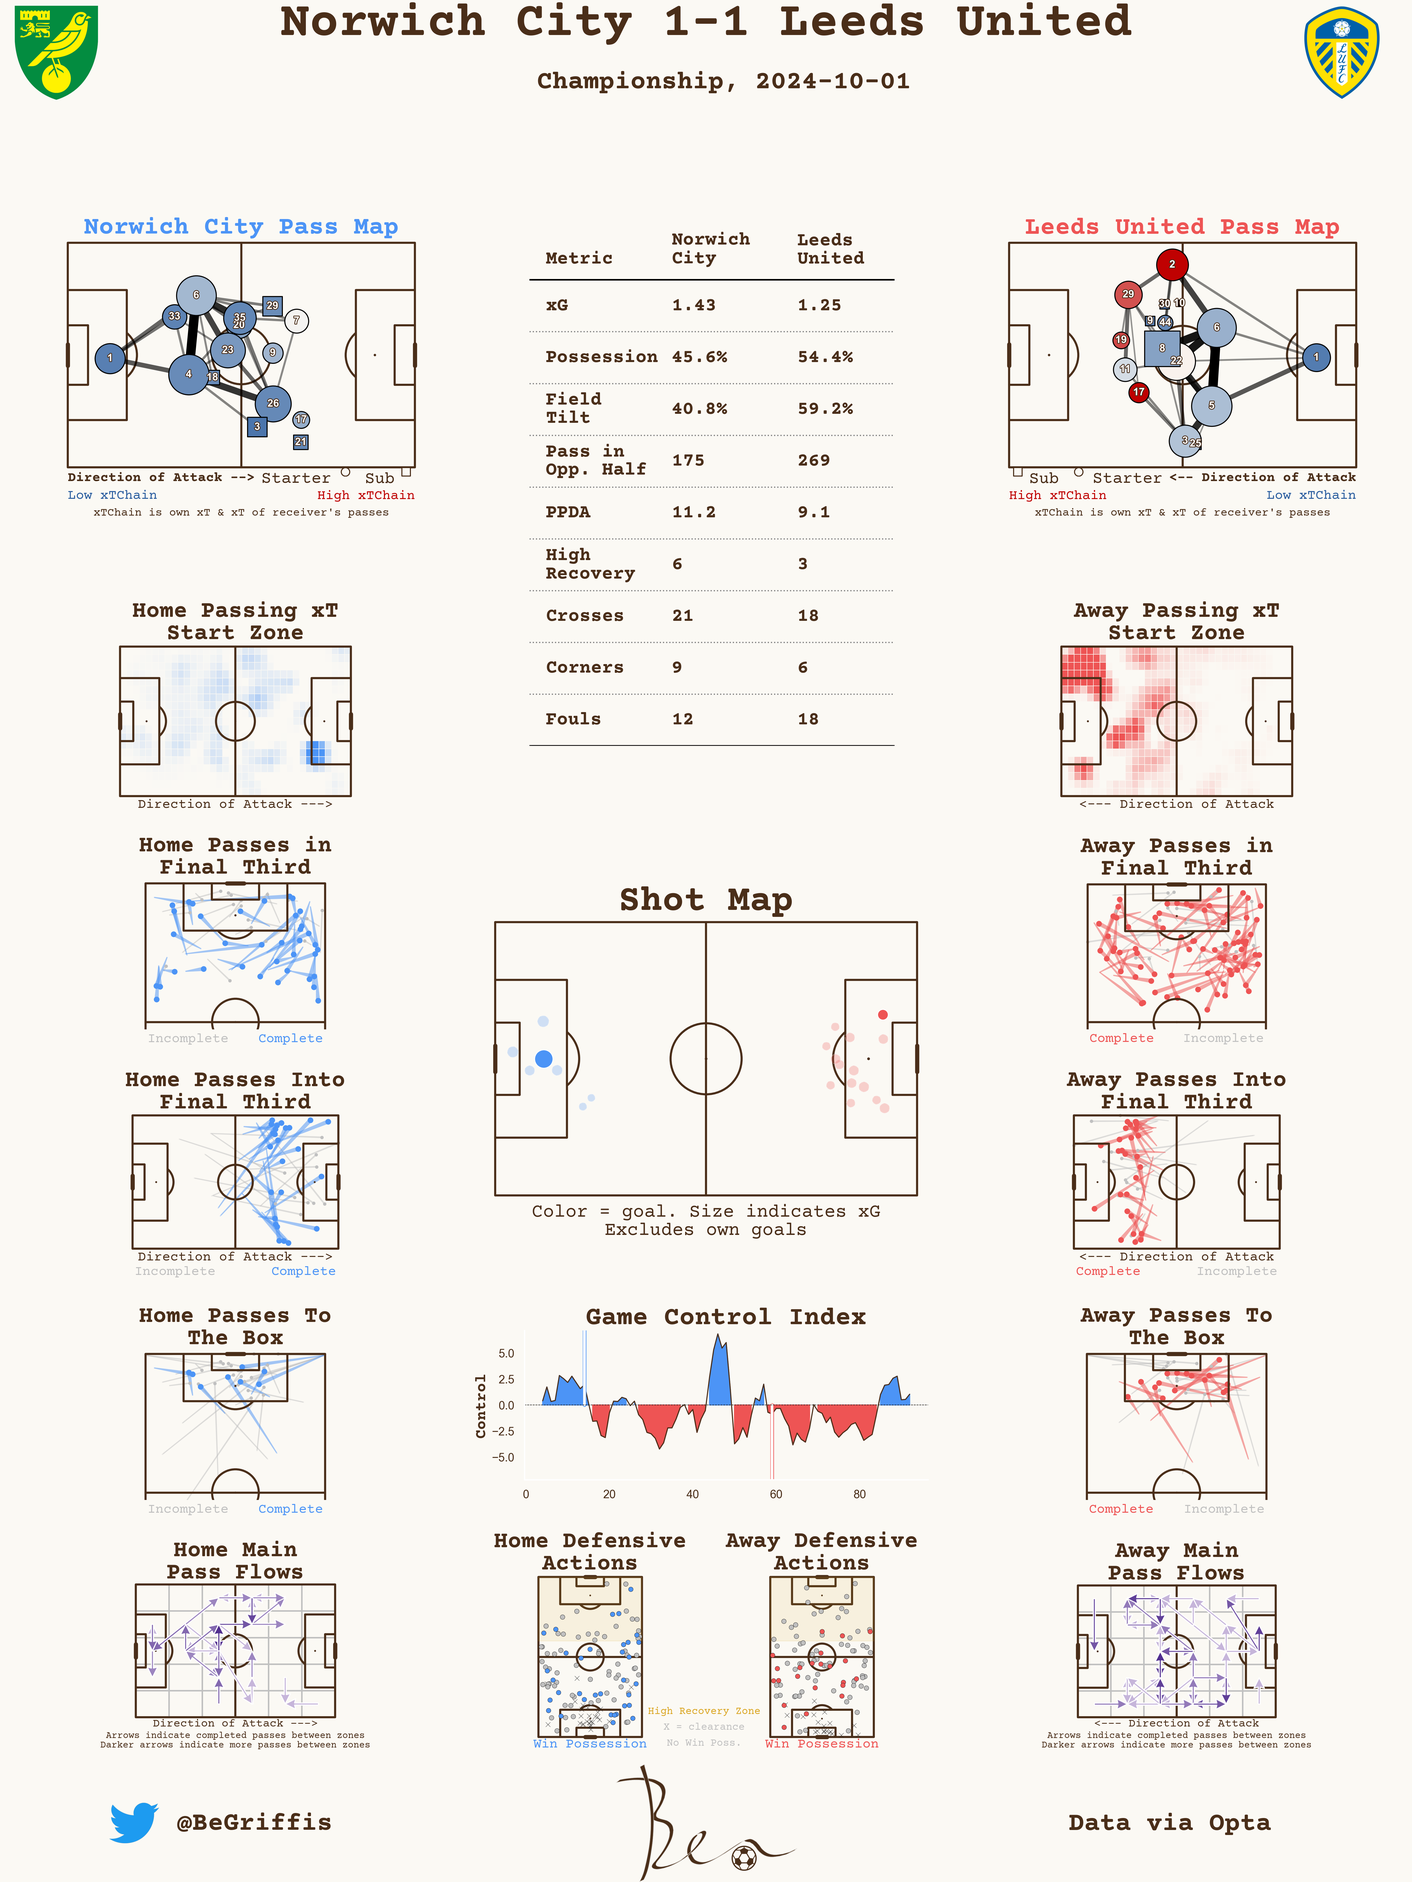 Norwich City 1-1 Leeds United
Championship, 2024-10-01
LUFC
Norwich City Pass Map
1
33
6
4
18
23
35
20
29
7
9
26
3
17
21
Direction of Attack --> Starter Sub
Low xTChain High xTChain
xTChain is own xT & xT of receiver's passes
Metric Norwich City Leeds United
xG 1.43 1.25
Possession 45.6% 54.4%
Field Tilt 40.8% 59.2%
Pass in Opp. Half 175 269
PPDA 11.2 9.1
High Recovery 6 3
Crosses 21 18
Corners 9 6
Fouls 12 18
Leeds United Pass Map
2
29
30
10
9
44
6
19
8
22
11
1
17
5
3
25
Sub Starter <-- Direction of Attack
High xTChain Low xTChain
xTChain is own xT & xT of receiver's passes
Home Passing xT
Start Zone
Direction of Attack --->
Away Passing xT
Start Zone
<--- Direction of Attack
Home Passes in
Final Third
Incomplete Complete
Away Passes in
Final Third
Complete Incomplete
Shot Map
Color = goal. Size indicates xG
Excludes own goals
Home Passes Into
Final Third
Direction of Attack --->
Incomplete Complete
Away Passes Into
Final Third
<--- Direction of Attack
Complete Incomplete
Home Passes To
The Box
Incomplete Complete
Game Control Index
Control
5.0
2.5
0.0
−2.5
−5.0
0 20 40 60 80
Away Passes To
The Box
Complete Incomplete
Home Main
Pass Flows
Direction of Attack --->
Arrows indicate completed passes between zones
Darker arrows indicate more passes between zones
Home Defensive
Actions
Win Possession
High Recovery Zone
X = clearance
No Win Poss.
Away Defensive
Actions
Win Possession
Away Main
Pass Flows
<--- Direction of Attack
Arrows indicate completed passes between zones
Darker arrows indicate more passes between zones
@BeGriffis
Ben
Data via Opta